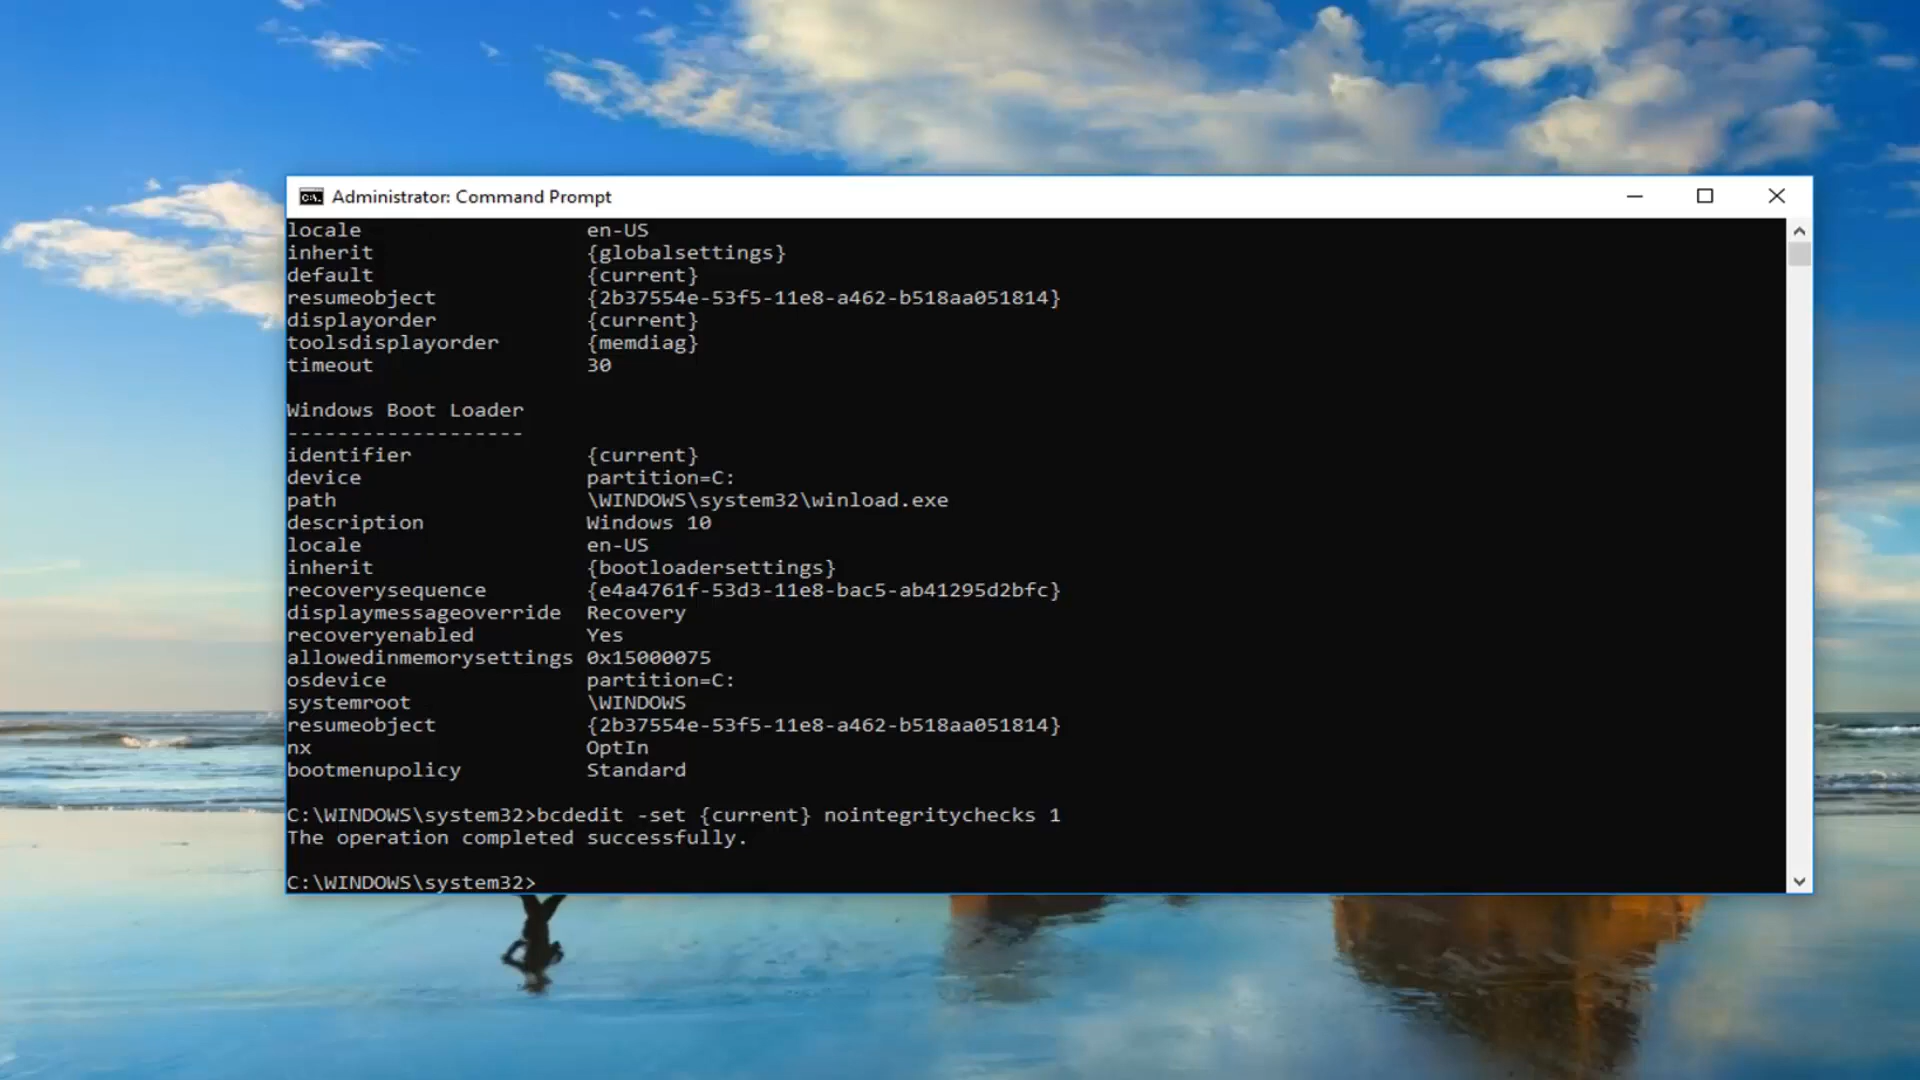 Administrator: Command Prompt
locale                  en-US
inherit                 {globalsettings}
default                 {current}
resumeobject            {2b37554e-53f5-11e8-a462-b518aa051814}
displayorder            {current}
toolsdisplayorder       {memdiag}
timeout                 30
Windows Boot Loader
-------------------
identifier              {current}
device                  partition=C:
path                    \WINDOWS\system32\winload.exe
description             Windows 10
locale                  en-US
inherit                 {bootloadersettings}
recoverysequence        {e4a4761f-53d3-11e8-bac5-ab41295d2bfc}
displaymessageoverride  Recovery
recoveryenabled         Yes
allowedinmemorysettings 0x15000075
osdevice                partition=C:
systemroot              \WINDOWS
resumeobject            {2b37554e-53f5-11e8-a462-b518aa051814}
nx                      OptIn
bootmenupolicy          Standard
C:\WINDOWS\system32>bcdedit -set {current} nointegritychecks 1
The operation completed successfully.
C:\WINDOWS\system32>